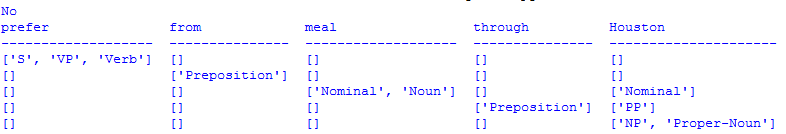 No
prefer from meal through Houston
-------------------- -------------- ------------------- -------------- ----------------------
['S', 'VP', 'Verb'] [] [] [] []
[] ['Preposition'] [] [] []
[] [] ['Nominal', 'Noun'] [] ['Nominal']
[] [] [] ['Preposition'] ['PP']
[] [] [] [] ['NP', 'Proper-Noun']